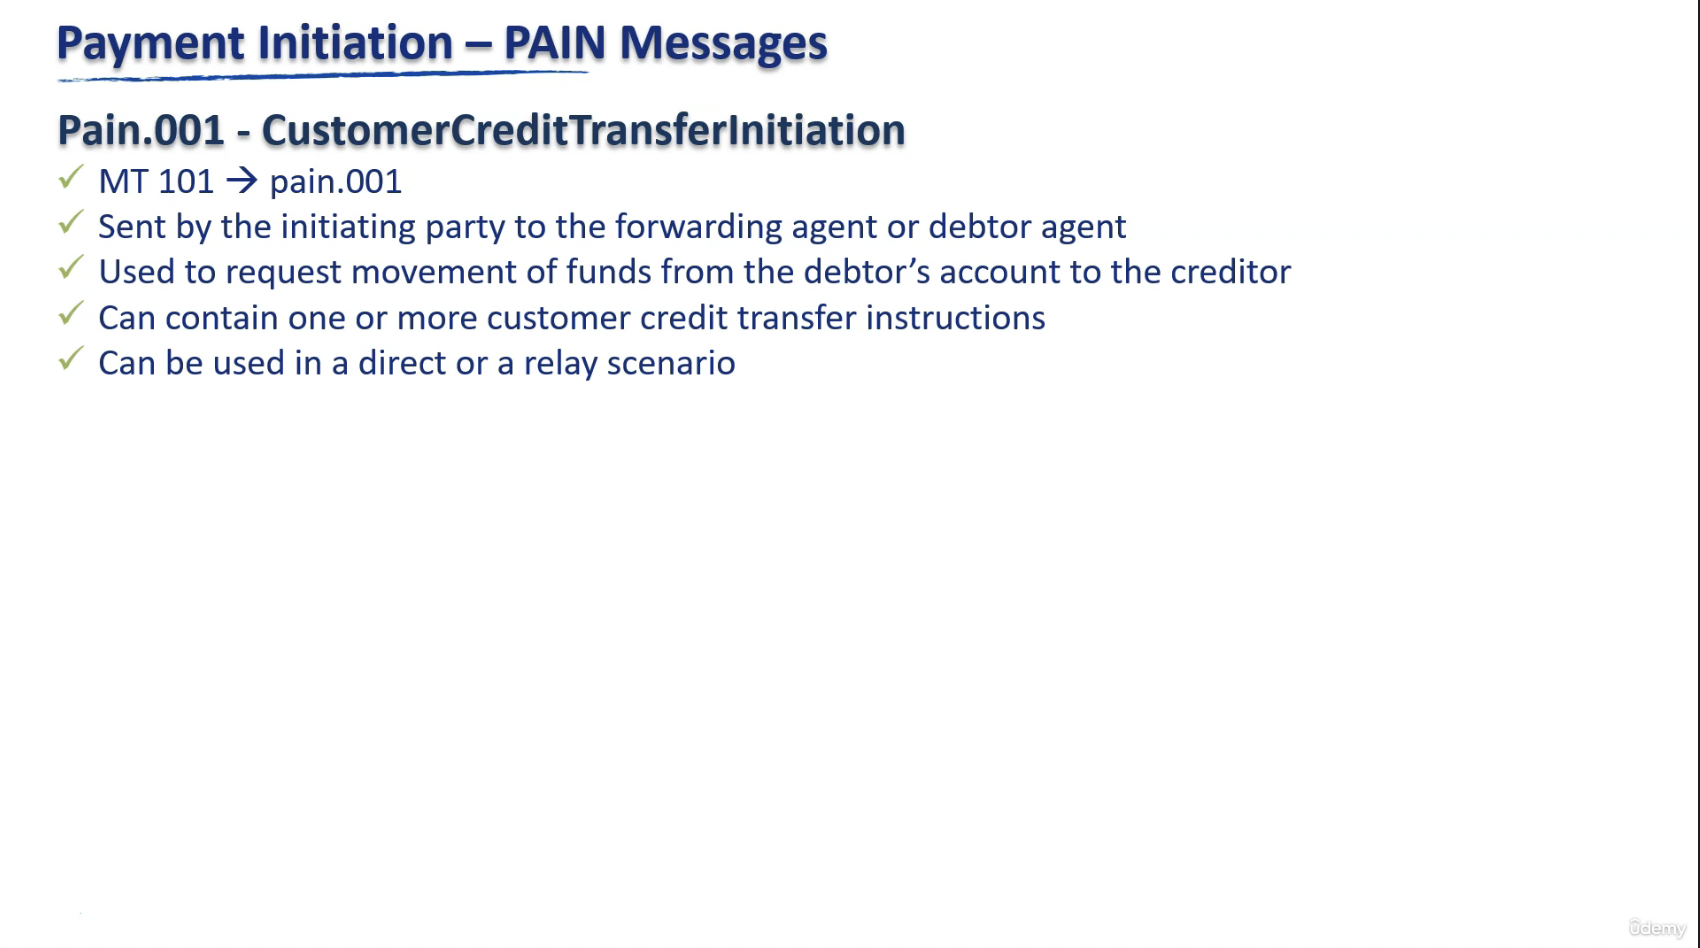 Payment Initiation – PAIN Messages
Pain.001 - CustomerCreditTransferInitiation
✓ MT 101 → pain.001
✓ Sent by the initiating party to the forwarding agent or debtor agent
✓ Used to request movement of funds from the debtor’s account to the creditor
✓ Can contain one or more customer credit transfer instructions
✓ Can be used in a direct or a relay scenario
ûdemy